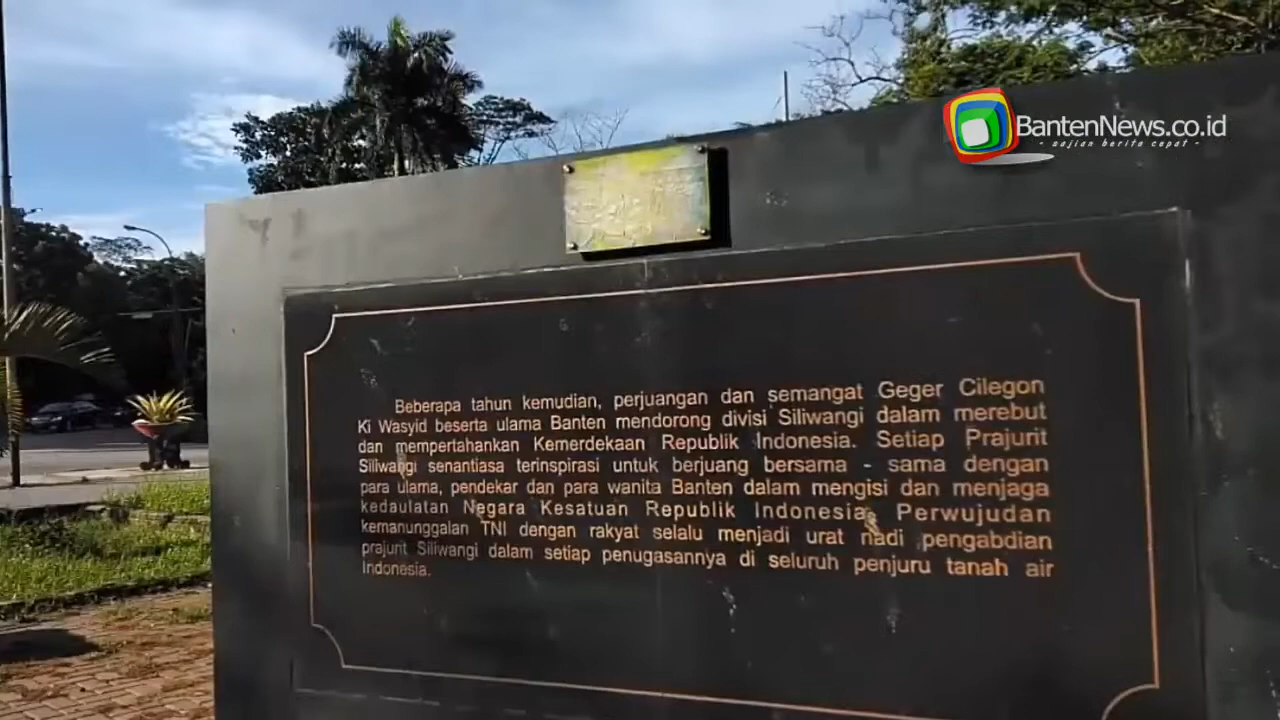 BantenNews.co.id
- sajian berita cepat -
Beberapa tahun kemudian, perjuangan dan semangat Geger Cilegon
Ki Wasyid beserta ulama Banten mendorong divisi Siliwangi dalam merebut
dan mempertahankan Kemerdekaan Republik Indonesia. Setiap Prajurit
Siliwangi senantiasa terinspirasi untuk berjuang bersama - sama dengan
para ulama, pendekar dan para wanita Banten dalam mengisi dan menjaga
kedaulatan Negara Kesatuan Republik Indonesia. Perwujudan
kemanunggalan TNI dengan rakyat selalu menjadi urat nadi pengabdian
prajurit Siliwangi dalam setiap penugasannya di seluruh penjuru tanah air
Indonesia.